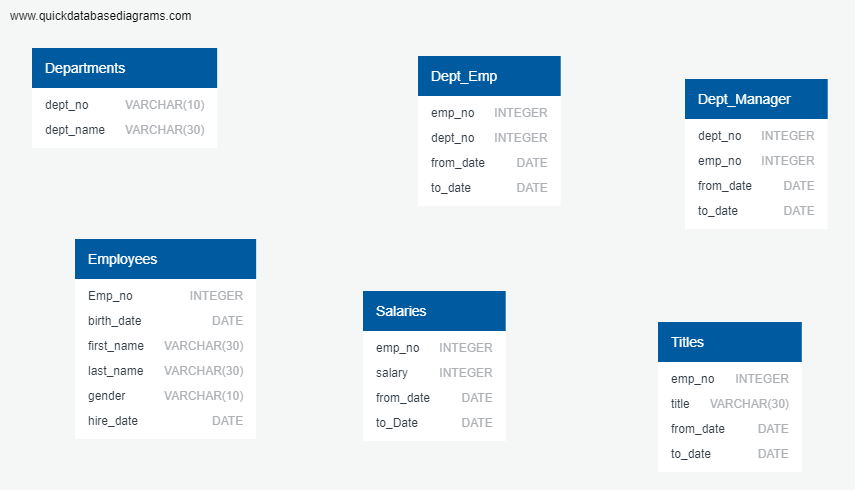 www.quickdatabasediagrams.com
Departments
dept_no VARCHAR(10)
dept_name VARCHAR(30)
Dept_Emp
emp_no INTEGER
dept_no INTEGER
from_date DATE
to_date DATE
Dept_Manager
dept_no INTEGER
emp_no INTEGER
from_date DATE
to_date DATE
Employees
Emp_no INTEGER
birth_date DATE
first_name VARCHAR(30)
last_name VARCHAR(30)
gender VARCHAR(10)
hire_date DATE
Salaries
emp_no INTEGER
salary INTEGER
from_date DATE
to_Date DATE
Titles
emp_no INTEGER
title VARCHAR(30)
from_date DATE
to_date DATE